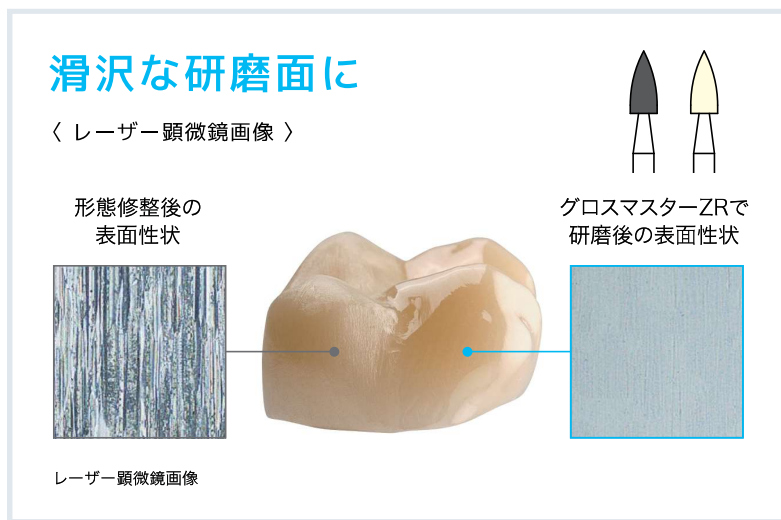 滑沢な研磨面に
〈 レーザー顕微鏡画像 〉
形態修整後の
表面性状
グロスマスターZRで
研磨後の表面性状
レーザー顕微鏡画像